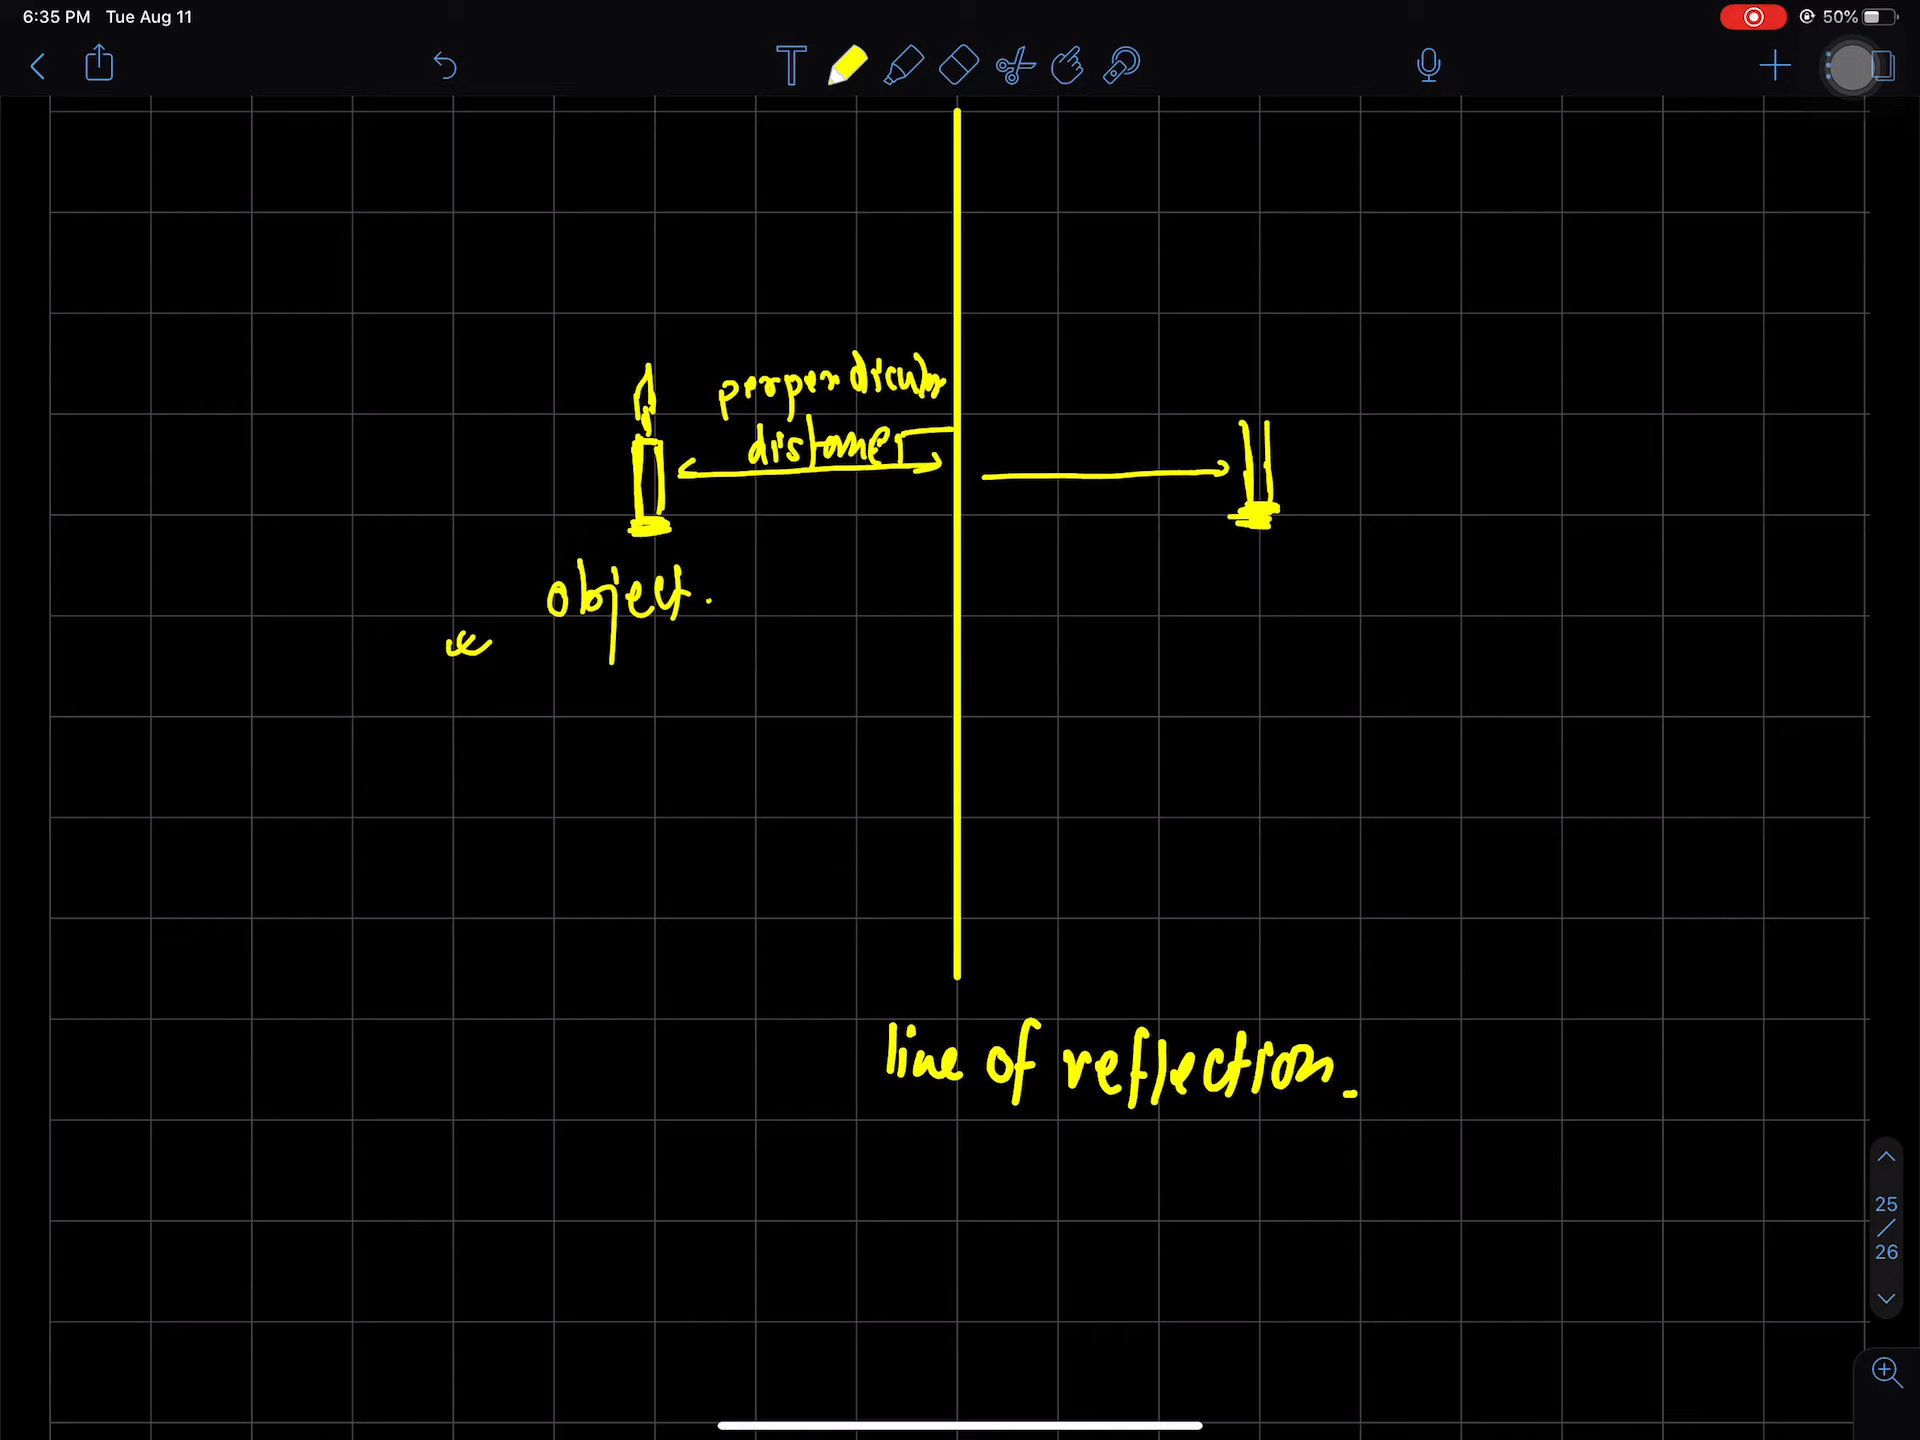 6:35 PM Tue Aug 11
50%
perpendicular
distance
object.
line of reflection.
25
/
26